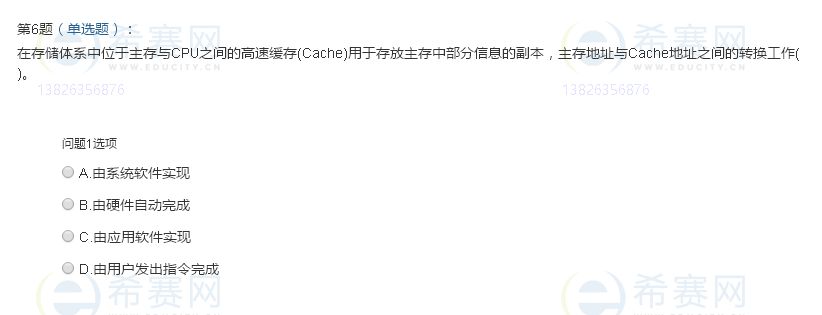 第6题（单选题）：
在存储体系中位于主存与CPU之间的高速缓存(Cache)用于存放主存中部分信息的副本，主存地址与Cache地址之间的转换工作(
)。
13826356876 13826356876
问题1选项
A.由系统软件实现
B.由硬件自动完成
C.由应用软件实现
D.由用户发出指令完成
希赛网 希赛网
WWW.EDUCITY.CN WWW.EDUCITY.CN
希赛网 希赛网